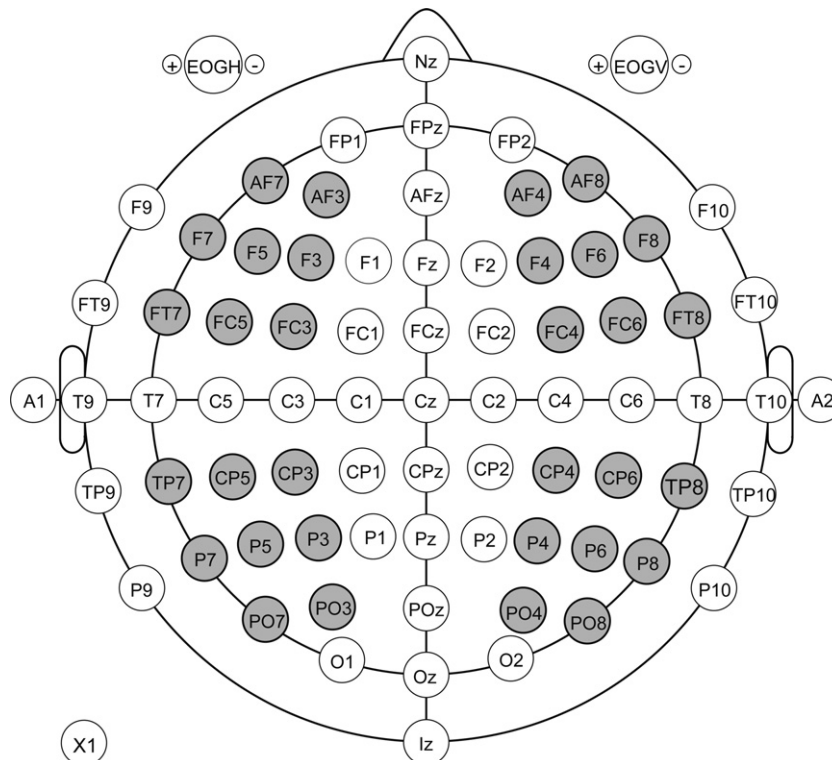 Nz
+ EOGH - + EOGV -
FP1 FPz FP2
AF7 AF3 AFz AF4 AF8
F9 F10
F7 F5 F3 F1 Fz F2 F4 F6 F8
FT9 FT10
FT7 FC5 FC3 FC1 FCz FC2 FC4 FC6 FT8
A1 T9 T7 C5 C3 C1 Cz C2 C4 C6 T8 T10 A2
TP7 CP5 CP3 CP1 CPz CP2 CP4 CP6 TP8
TP9 TP10
P7 P5 P3 P1 Pz P2 P4 P6 P8
P9 P10
PO7 PO3 POz PO4 PO8
O1 Oz O2
X1 Iz